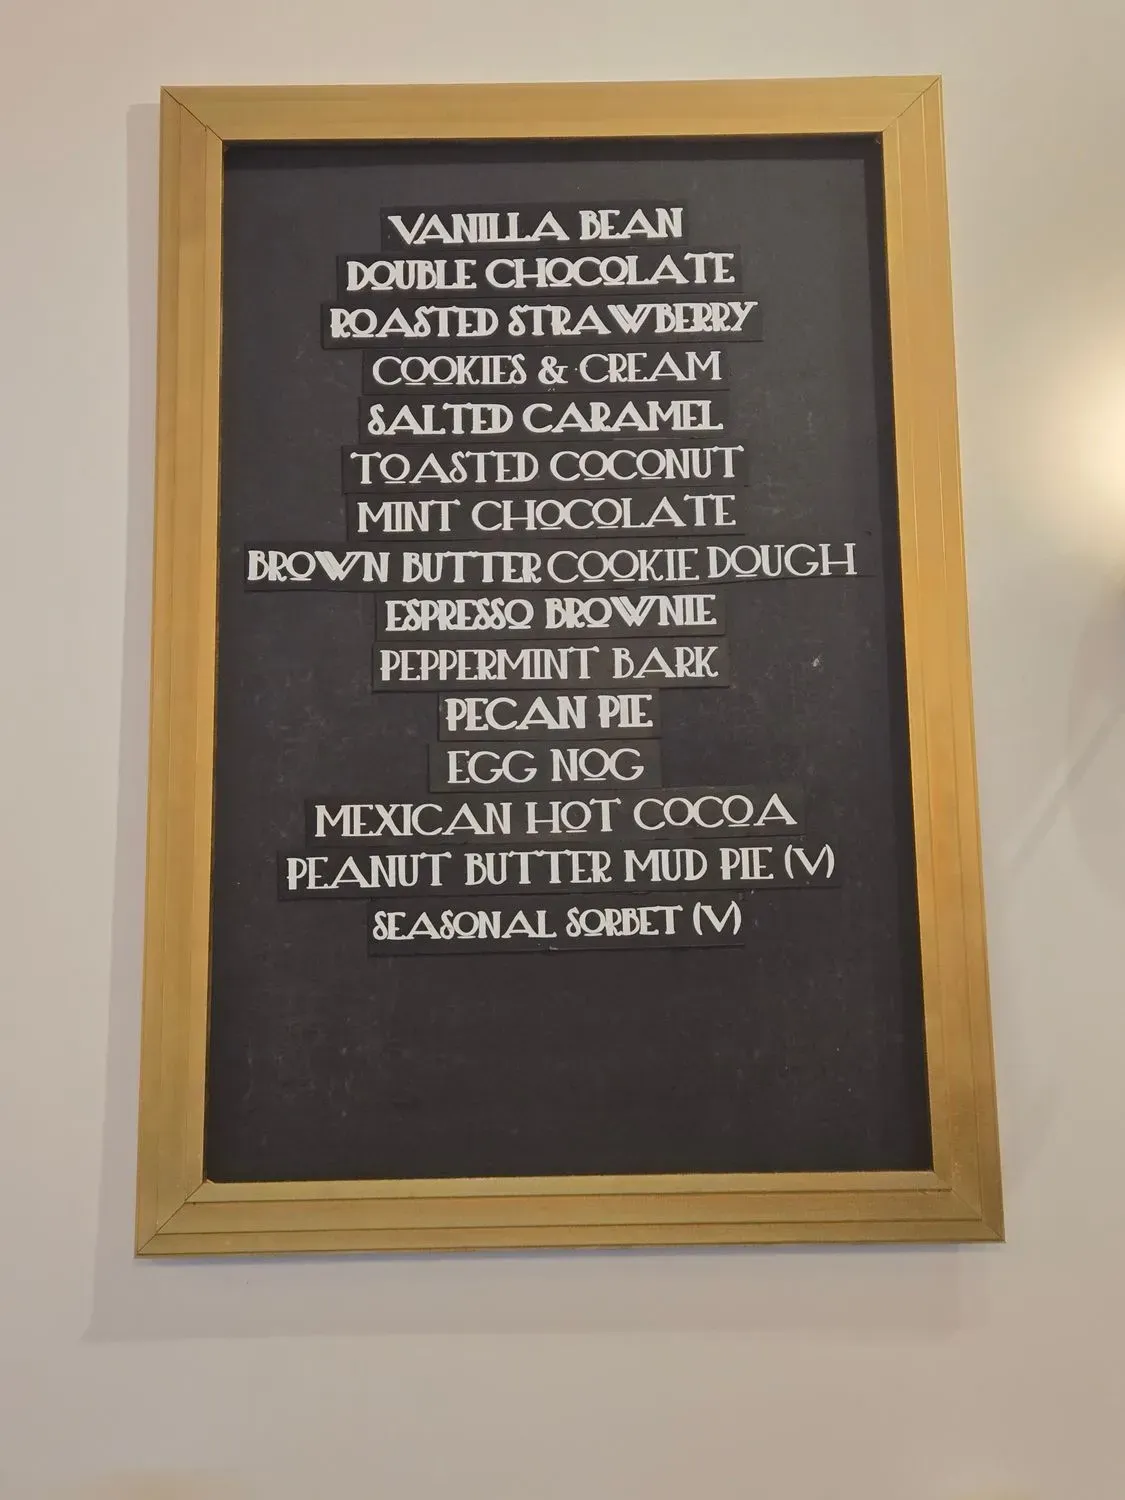 VANILLA BEAN
DOUBLE CHOCOLATE
ROASTED STRAWBERRY
COOKIES & CREAM
SALTED CARAMEL
TOASTED COCONUT
MINT CHOCOLATE
BROWN BUTTER COOKIE DOUGH
ESPRESSO BROWNIE
PEPPERMINT BARK
PECAN PIE
EGG NOG
MEXICAN HOT COCOA
PEANUT BUTTER MUD PIE (V)
SEASONAL SORBET (V)